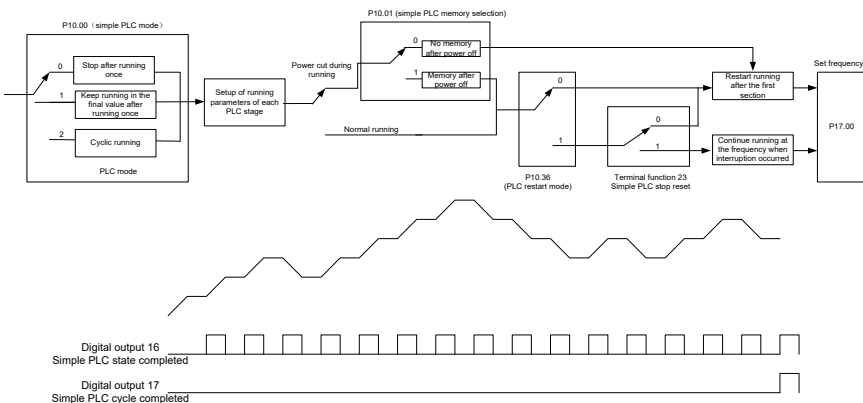 P10.00（simple PLC mode）
0
Stop after running
once
1
Keep running in the
final value after
running once
2
Cyclic running
PLC mode
Setup of running
parameters of each
PLC stage
Power cut during
running
Normal running
P10.01 (simple PLC memory selection)
0
No memory
after power off
1
Memory after
power off
0
1
P10.36
(PLC restart mode)
0
1
Terminal function 23
Simple PLC stop reset
Restart running
after the first
section
Continue running at
the frequency when
interruption occurred
Set frequency
P17.00
Digital output 16
Simple PLC state completed
Digital output 17
Simple PLC cycle completed